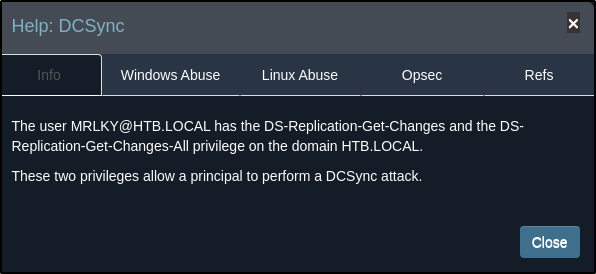 Help: DCSync
×
Info
Windows Abuse
Linux Abuse
Opsec
Refs
The user MRLKY@HTB.LOCAL has the DS-Replication-Get-Changes and the DS-
Replication-Get-Changes-All privilege on the domain HTB.LOCAL.
These two privileges allow a principal to perform a DCSync attack.
Close